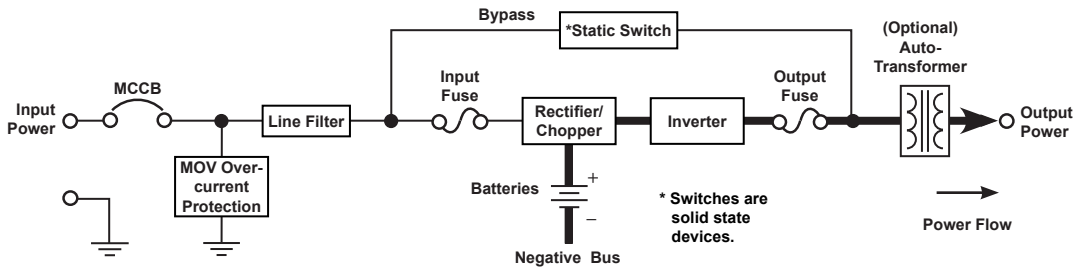 Bypass
*Static Switch
(Optional)
Auto-
Transformer
MCCB
Input
Fuse
Output
Fuse
Input
Power
Line Filter
Rectifier/
Chopper
Inverter
Output
Power
MOV Over-
current
Protection
Batteries
+
–
* Switches are
solid state
devices.
Power Flow
Negative Bus